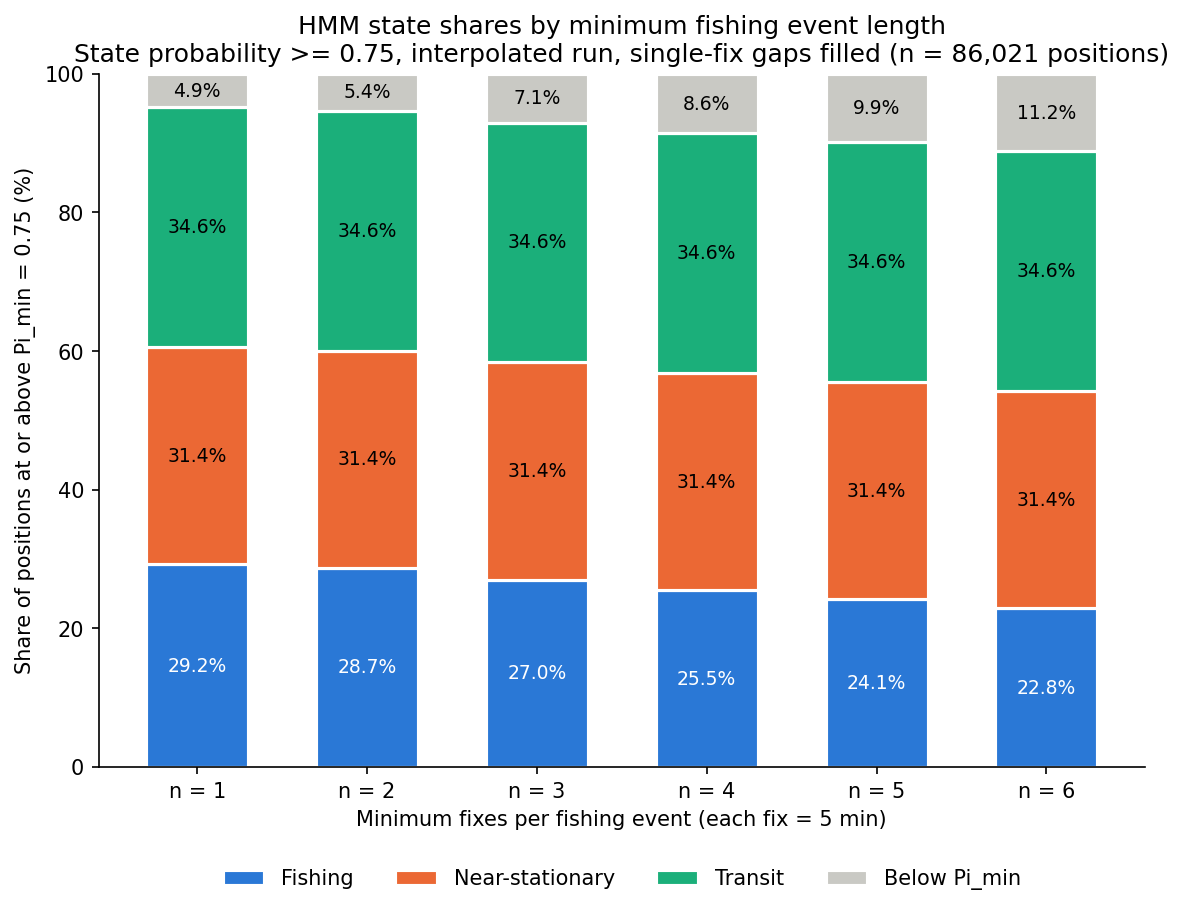 HMM state shares by minimum fishing event length
State probability >= 0.75, interpolated run, single-fix gaps filled (n = 86,021 positions)
Share of positions at or above Pi_min = 0.75 (%)
100
80
60
40
20
0
4.9%
5.4%
7.1%
8.6%
9.9%
11.2%
34.6%
34.6%
34.6%
34.6%
34.6%
34.6%
31.4%
31.4%
31.4%
31.4%
31.4%
31.4%
29.2%
28.7%
27.0%
25.5%
24.1%
22.8%
n = 1
n = 2
n = 3
n = 4
n = 5
n = 6
Minimum fixes per fishing event (each fix = 5 min)
Fishing
Near-stationary
Transit
Below Pi_min